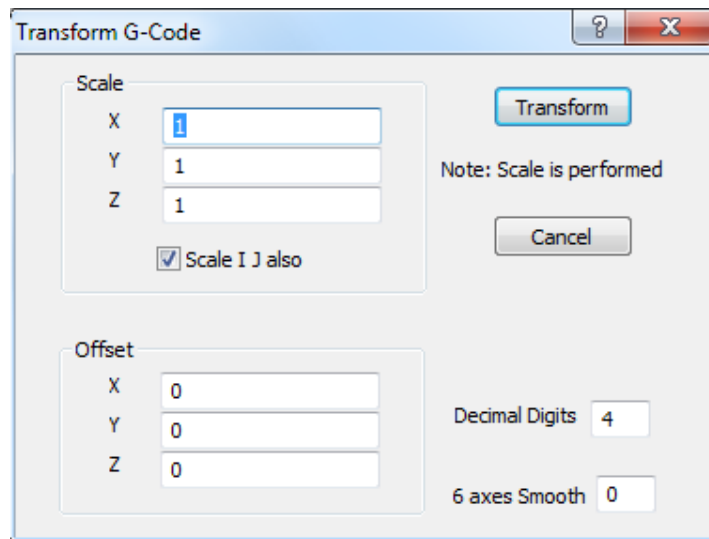 Transform G-Code
?
X
Scale
X 1
Y 1
Z 1
Scale I J also
Transform
Note: Scale is performed
Cancel
Offset
X 0
Y 0
Z 0
Decimal Digits 4
6 axes Smooth 0